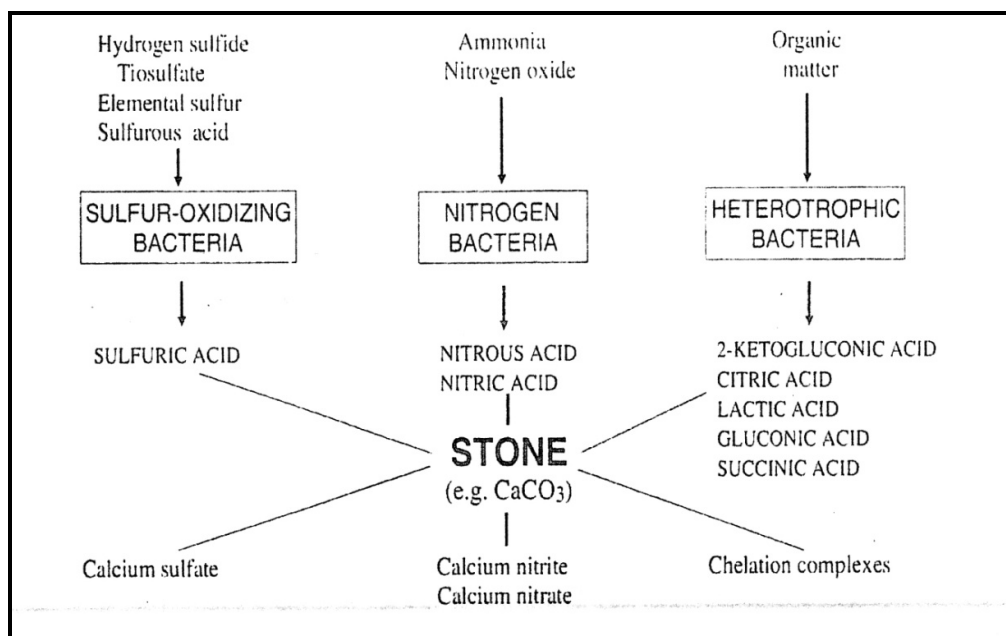 Hydrogen sulfide
Tiosulfate
Elemental sulfur
Sulfurous acid
SULFUR-OXIDIZING
BACTERIA
SULFURIC ACID
Ammonia
Nitrogen oxide
NITROGEN
BACTERIA
NITROUS ACID
NITRIC ACID
Organic
matter
HETEROTROPHIC
BACTERIA
2-KETOGLUCONIC ACID
CITRIC ACID
LACTIC ACID
GLUCONIC ACID
SUCCINIC ACID
STONE
(e.g. CaCO₃)
Calcium sulfate
Calcium nitrite
Calcium nitrate
Chelation complexes